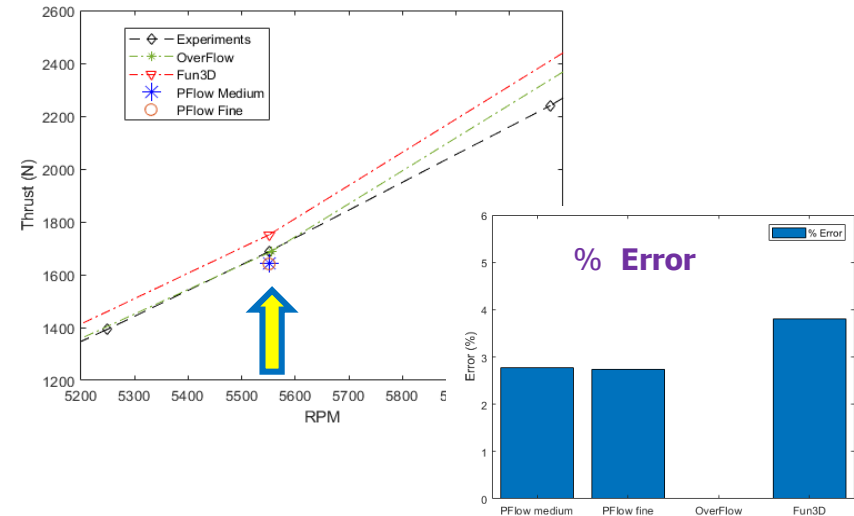 2600
2400
2200
2000
1800
1600
1400
1200
Thrust (N)
Experiments
OverFlow
Fun3D
PFlow Medium
PFlow Fine
5200 5300 5400 5500 5600 5700 5800 5
RPM
6
5
4
3
2
1
0
Error (%)
% Error
% Error
PFlow medium PFlow fine OverFlow Fun3D